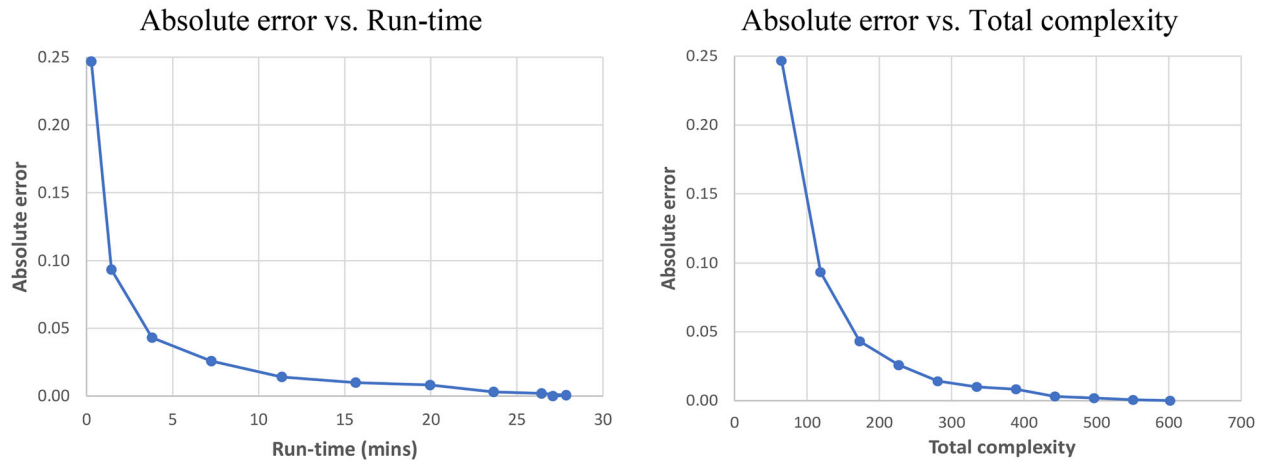 Absolute error vs. Run-time
0.25
0.20
0.15
0.10
0.05
0.00
Absolute error
0 5 10 15 20 25 30
Run-time (mins)
Absolute error vs. Total complexity
0.25
0.20
0.15
0.10
0.05
0.00
Absolute error
0 100 200 300 400 500 600 700
Total complexity